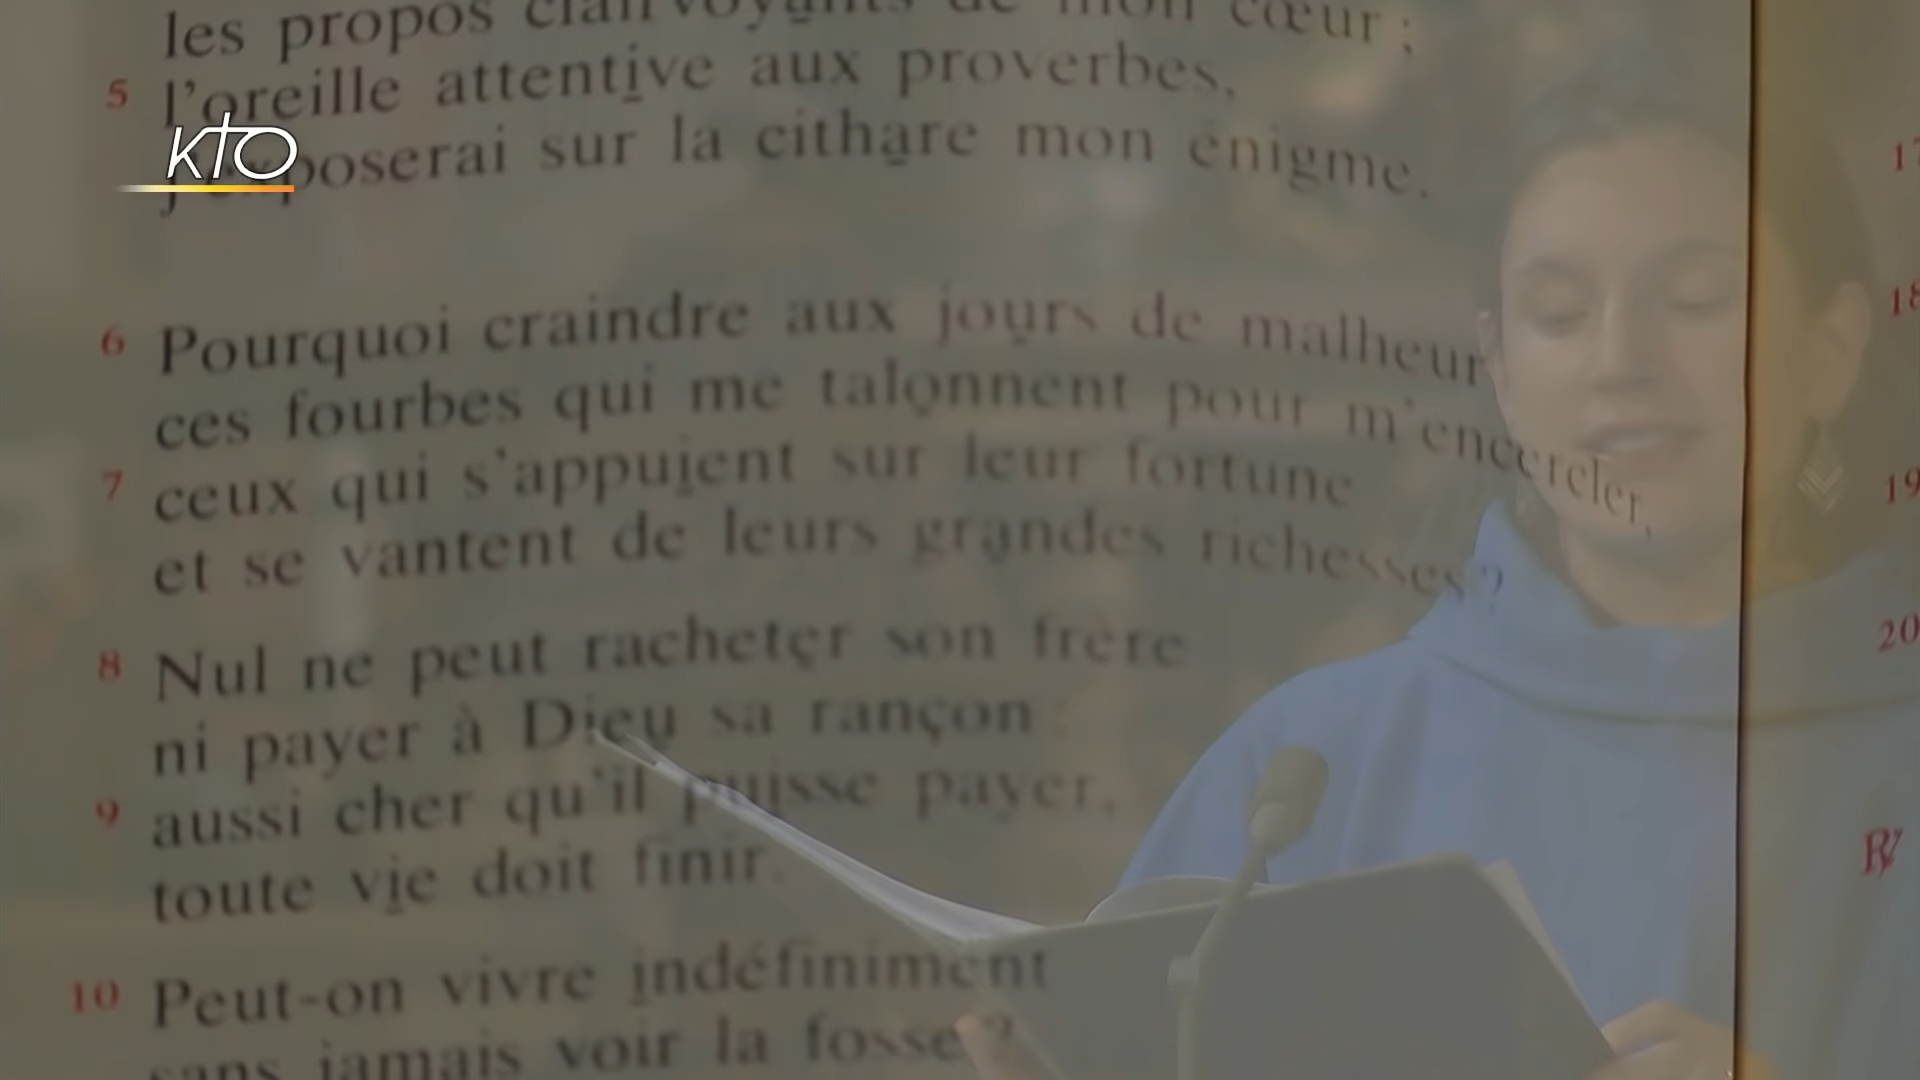 les propos clairvoyants de mon cœur ;
5 l'oreille attentive aux proverbes,
j'exposerai sur la cithare mon énigme.
KTO
6 Pourquoi craindre aux jours de malheur
ces fourbes qui me talonnent pour m'encercler,
7 ceux qui s'appuient sur leur fortune
et se vantent de leurs grandes richesses ?
8 Nul ne peut racheter son frère
ni payer à Dieu sa rançon :
9 aussi cher qu'il puisse payer,
toute vie doit finir.
10 Peut-on vivre indéfiniment
sans jamais voir la fosse ?
17
18
19
20
R/